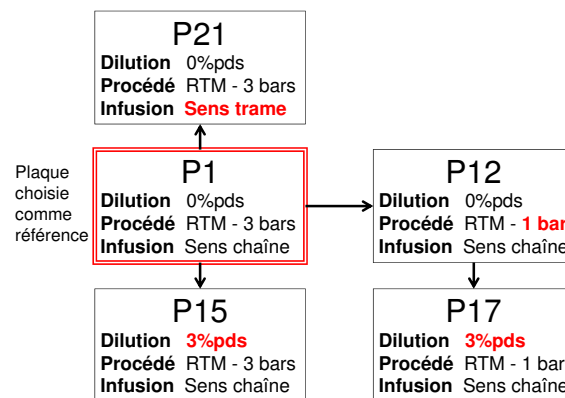 P21
Dilution 0%pds
Procédé RTM - 3 bars
Infusion Sens trame
Plaque
choisie
comme
référence
P1
Dilution 0%pds
Procédé RTM - 3 bars
Infusion Sens chaîne
P12
Dilution 0%pds
Procédé RTM - 1 bar
Infusion Sens chaîne
P15
Dilution 3%pds
Procédé RTM - 3 bars
Infusion Sens chaîne
P17
Dilution 3%pds
Procédé RTM - 1 bar
Infusion Sens chaîne